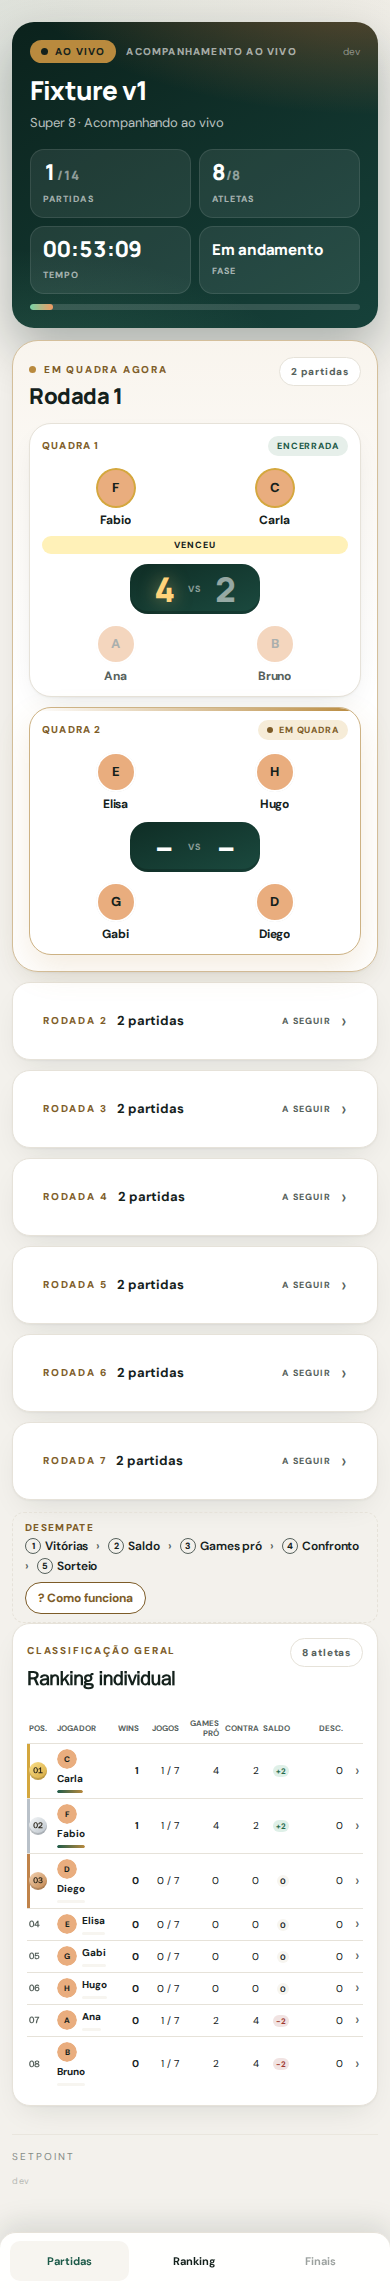 AO VIVO ACOMPANHAMENTO AO VIVO dev
Fixture v1
Super 8 · Acompanhando ao vivo
1/14 8/8
PARTIDAS ATLETAS
00:53:09 Em andamento
TEMPO FASE
EM QUADRA AGORA 2 partidas
Rodada 1
QUADRA 1 ENCERRADA
F C
Fabio Carla
VENCEU
4 VS 2
A B
Ana Bruno
QUADRA 2 EM QUADRA
E H
Elisa Hugo
– VS –
G D
Gabi Diego
RODADA 2 2 partidas A SEGUIR ›
RODADA 3 2 partidas A SEGUIR ›
RODADA 4 2 partidas A SEGUIR ›
RODADA 5 2 partidas A SEGUIR ›
RODADA 6 2 partidas A SEGUIR ›
RODADA 7 2 partidas A SEGUIR ›
DESEMPATE
1 Vitórias › 2 Saldo › 3 Games pró › 4 Confronto
› 5 Sorteio
? Como funciona
CLASSIFICAÇÃO GERAL 8 atletas
Ranking individual
POS. JOGADOR WINS JOGOS GAMES PRÓ CONTRA SALDO DESC.
01 C Carla 1 1 / 7 4 2 +2 0 ›
02 F Fabio 1 1 / 7 4 2 +2 0 ›
03 D Diego 0 0 / 7 0 0 0 0 ›
04 E Elisa 0 0 / 7 0 0 0 0 ›
05 G Gabi 0 0 / 7 0 0 0 0 ›
06 H Hugo 0 0 / 7 0 0 0 0 ›
07 A Ana 0 1 / 7 2 4 -2 0 ›
08 B Bruno 0 1 / 7 2 4 -2 0 ›
SETPOINT
dev
Partidas Ranking Finais